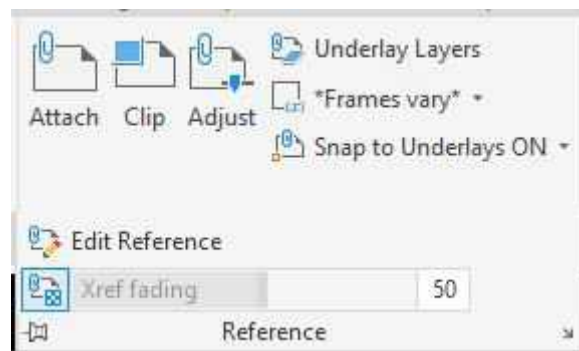 Attach Clip Adjust
Underlay Layers
*Frames vary*
Snap to Underlays ON
Edit Reference
Xref fading 50
Reference